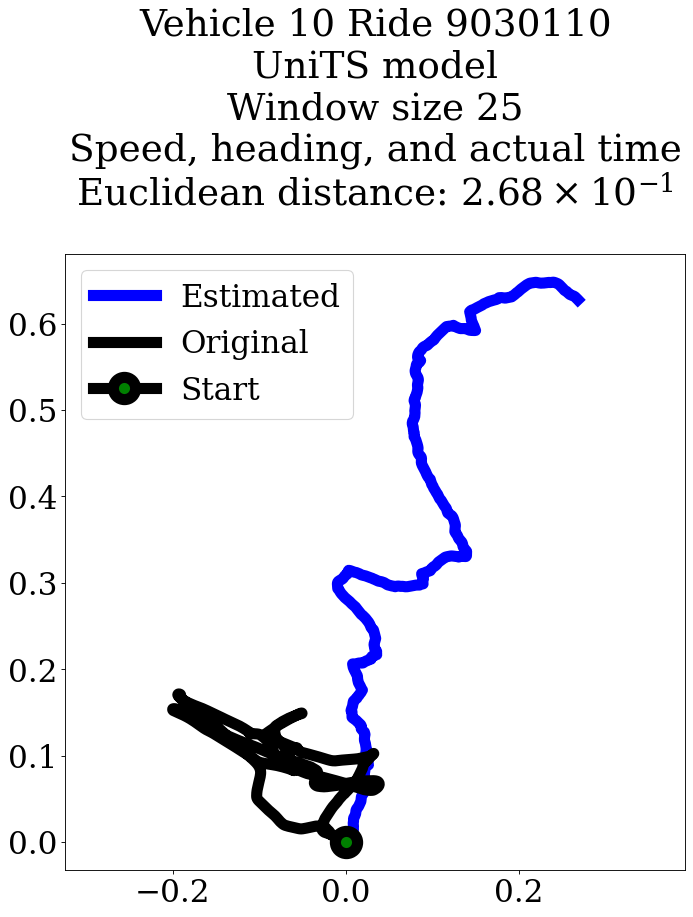 Vehicle 10 Ride 9030110
UniTS model
Window size 25
Speed, heading, and actual time
Euclidean distance: 2.68 × 10⁻¹
Estimated
Original
Start
0.6
0.5
0.4
0.3
0.2
0.1
0.0
−0.2 0.0 0.2